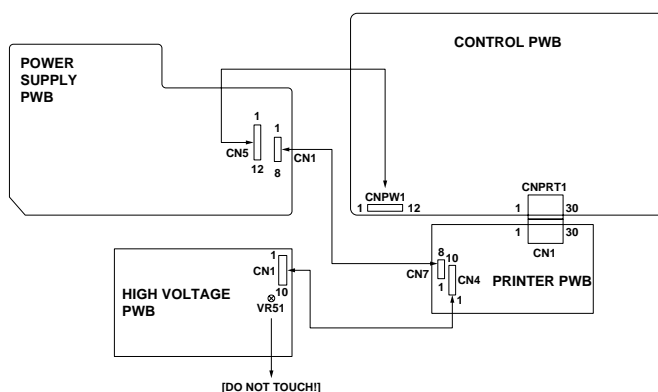 POWER
SUPPLY
PWB
CONTROL PWB
1
1
CN5
CN1
12
8
CNPW1
1
12
CNPRT1
1
30
1
30
CN1
8
10
CN7
CN4
1
1
PRINTER PWB
1
CN1
10
HIGH VOLTAGE
PWB
VR51
[DO NOT TOUCH!]